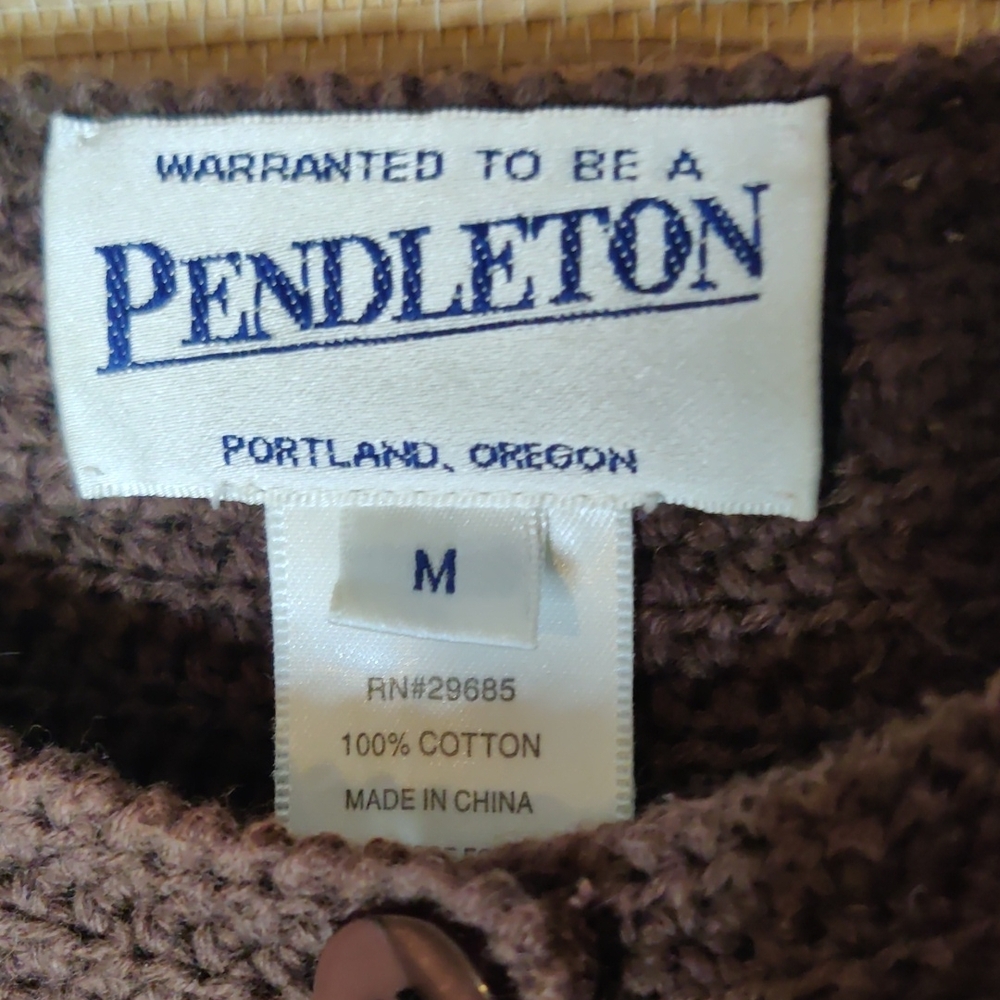 WARRANTED TO BE A
PENDLETON
PORTLAND, OREGON
M
RN#29685
100% COTTON
MADE IN CHINA